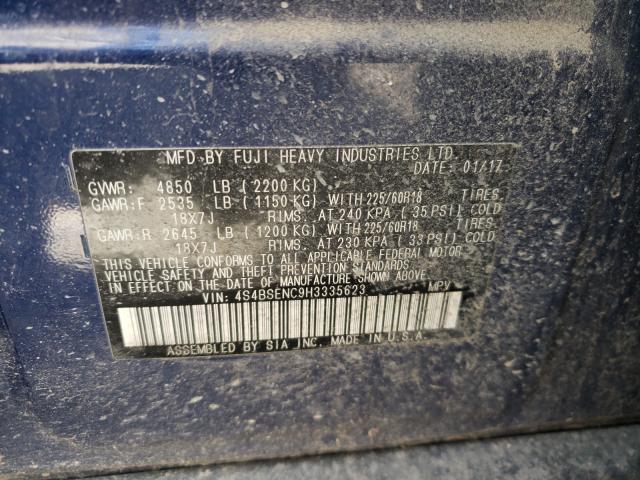 MFD·BY FUJI HEAVY INDUSTRIES LTD.
DATE: 01/17
GVWR: 4850 LB (2200 KG)
GAWR:F 2535 LB (1150 KG) WITH 225/60R18 TIRES.
18X7J RIMS. AT 240 KPA ( 35 PSI) COLD
GAWR:R 2645 LB (1200 KG) WITH 225/60R18 TIRES.
18X7J RIMS. AT 230 KPA ( 33 PSI) COLD
THIS VEHICLE CONFORMS TO ALL APPLICABLE FEDERAL MOTOR
VEHICLE SAFETY AND THEFT PREVENTION STANDARDS
IN EFFECT ON THE DATE OF MANUFACTURE SHOWN ABOVE.
VIN: 4S4BSENC9H3335623 MPV
ASSEMBLED BY SIA INC. MADE IN U.S.A.